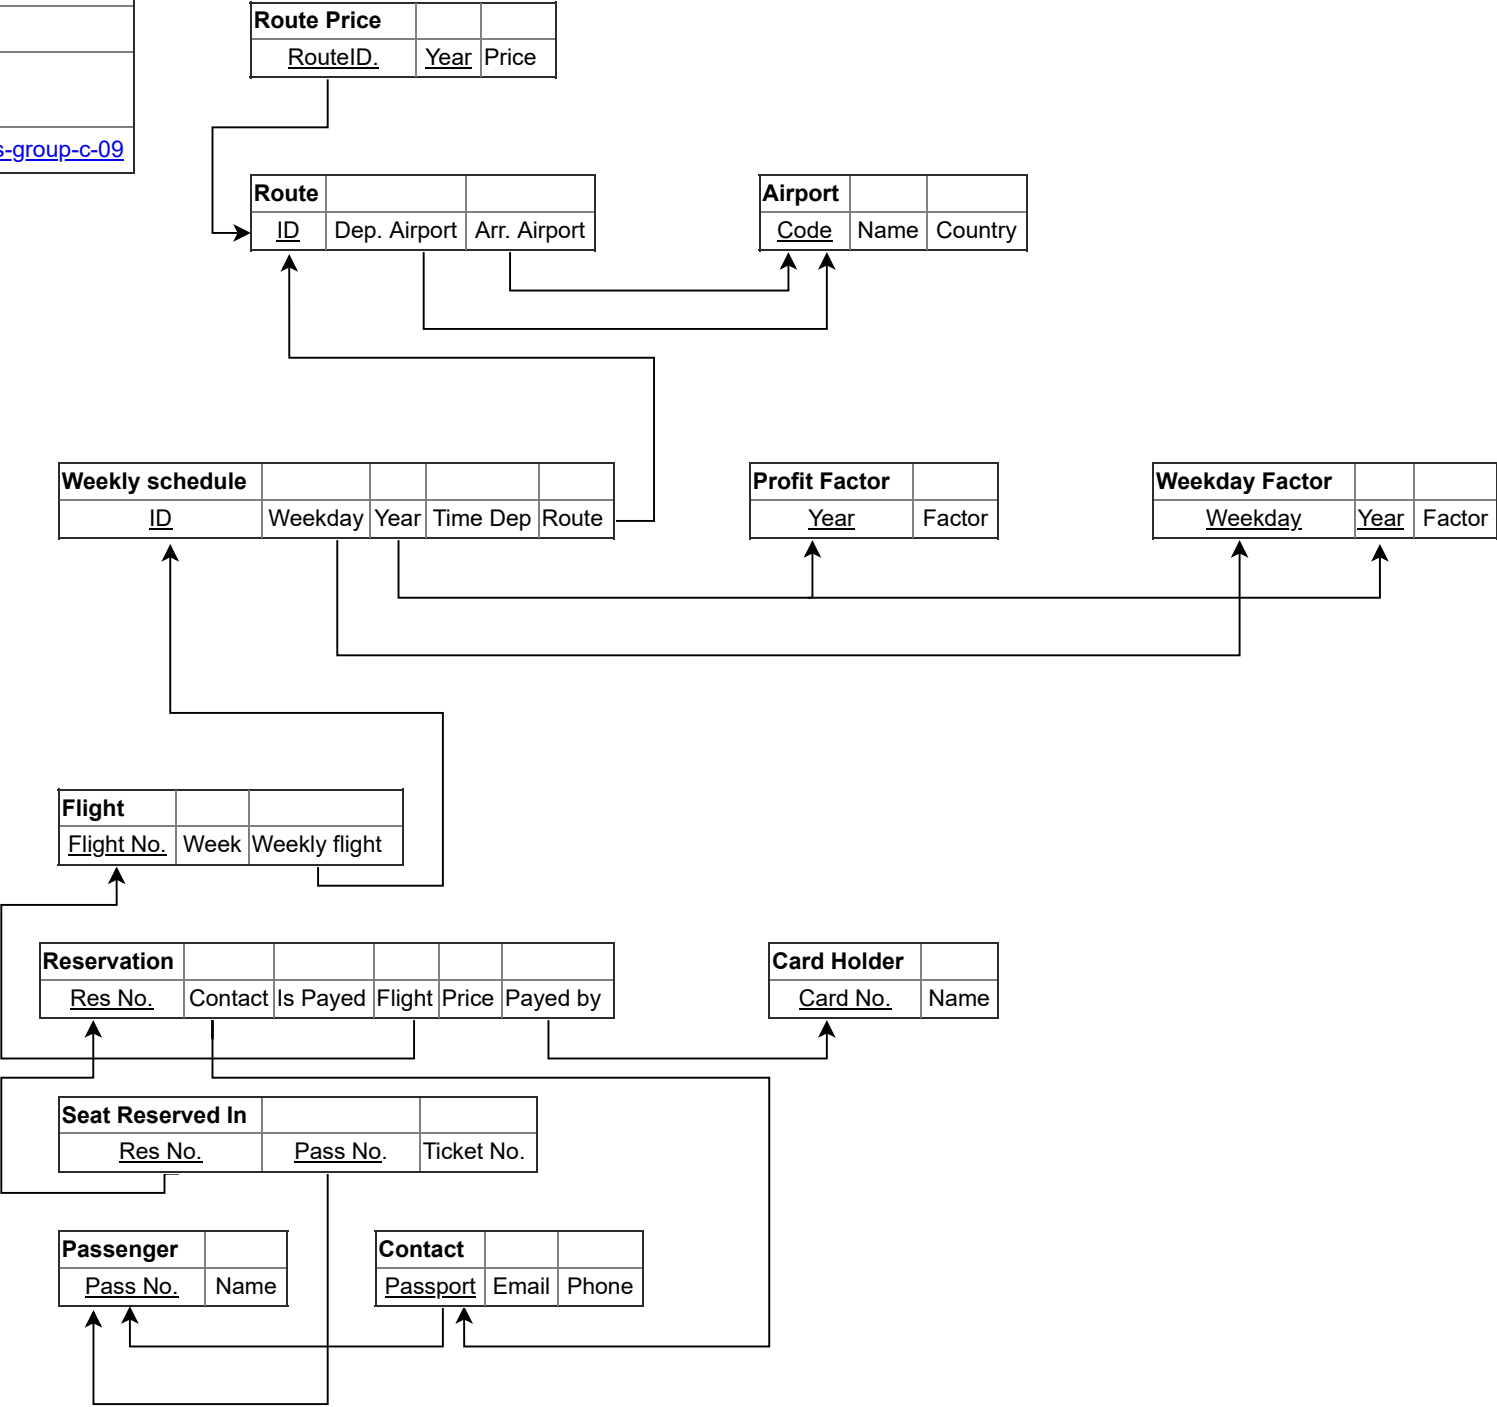 Route Price
RouteID. Year Price
s-group-c-09
Route
ID Dep. Airport Arr. Airport
Airport
Code Name Country
Weekly schedule
ID Weekday Year Time Dep Route
Profit Factor
Year Factor
Weekday Factor
Weekday Year Factor
Flight
Flight No. Week Weekly flight
Reservation
Res No. Contact Is Payed Flight Price Payed by
Card Holder
Card No. Name
Seat Reserved In
Res No. Pass No. Ticket No.
Passenger
Pass No. Name
Contact
Passport Email Phone